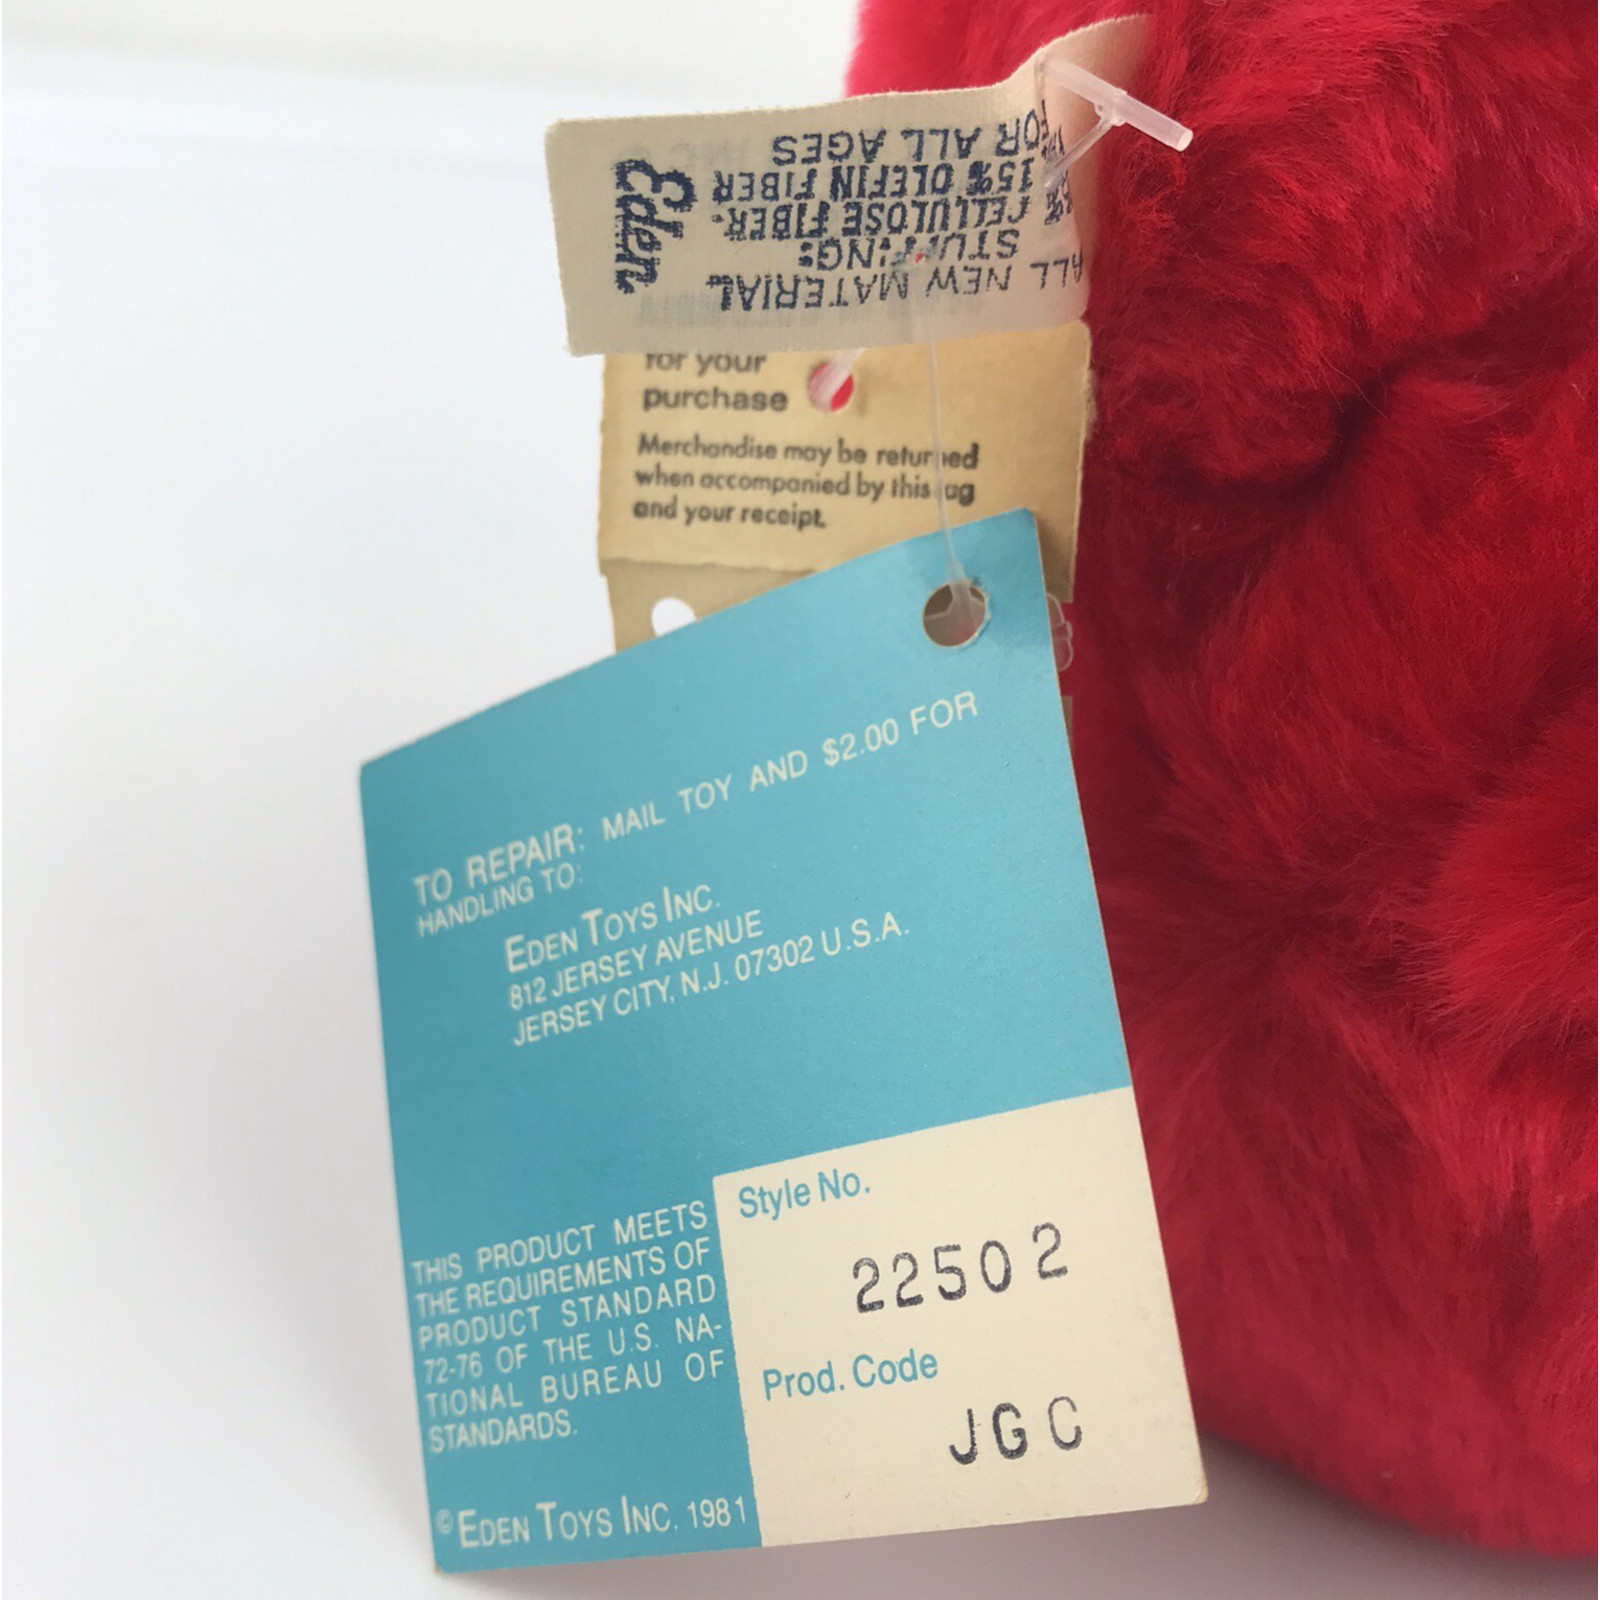 Eden
ALL NEW MATERIAL
STUFFING:
% CELLULOSE FIBER.
15% OLEFIN FIBER
FOR ALL AGES
for your
purchase
Merchandise may be returned
when accompanied by this tag
and your receipt.
TO REPAIR: MAIL TOY AND $2.00 FOR
HANDLING TO:
EDEN TOYS INC.
812 JERSEY AVENUE
JERSEY CITY, N.J. 07302 U.S.A.
THIS PRODUCT MEETS
THE REQUIREMENTS OF
PRODUCT STANDARD
72-76 OF THE U.S. NA-
TIONAL BUREAU OF
STANDARDS.
©EDEN TOYS INC. 1981
Style No.
22502
Prod. Code
JGC